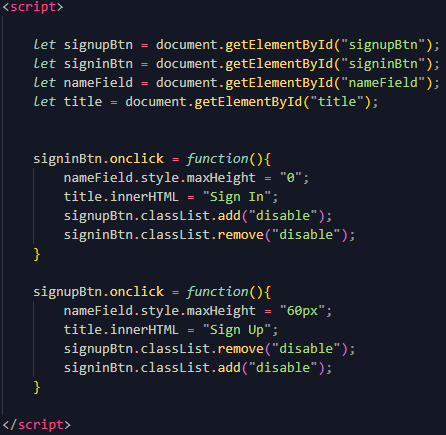 <script>
let signupBtn = document.getElementById("signupBtn");
let signinBtn = document.getElementById("signinBtn");
let nameField = document.getElementById("nameField");
let title = document.getElementById("title");
signinBtn.onclick = function(){
nameField.style.maxHeight = "0";
title.innerHTML = "Sign In";
signupBtn.classList.add("disable");
signinBtn.classList.remove("disable");
}
signupBtn.onclick = function(){
nameField.style.maxHeight = "60px";
title.innerHTML = "Sign Up";
signupBtn.classList.remove("disable");
signinBtn.classList.add("disable");
}
</script>